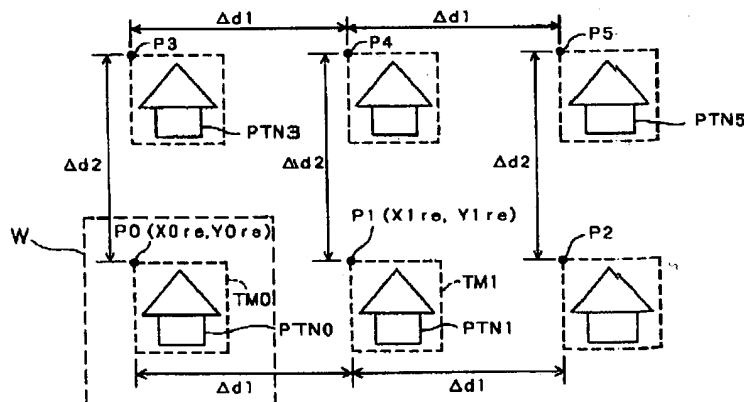 Δd1 Δd1
P3 P4 P5
PTN3 PTN5
Δd2 Δd2 Δd2
W P0 (X0re, Y0re) P1 (X1re, Y1re) P2
TM0 TM1
PTN0 PTN1
Δd1 Δd1